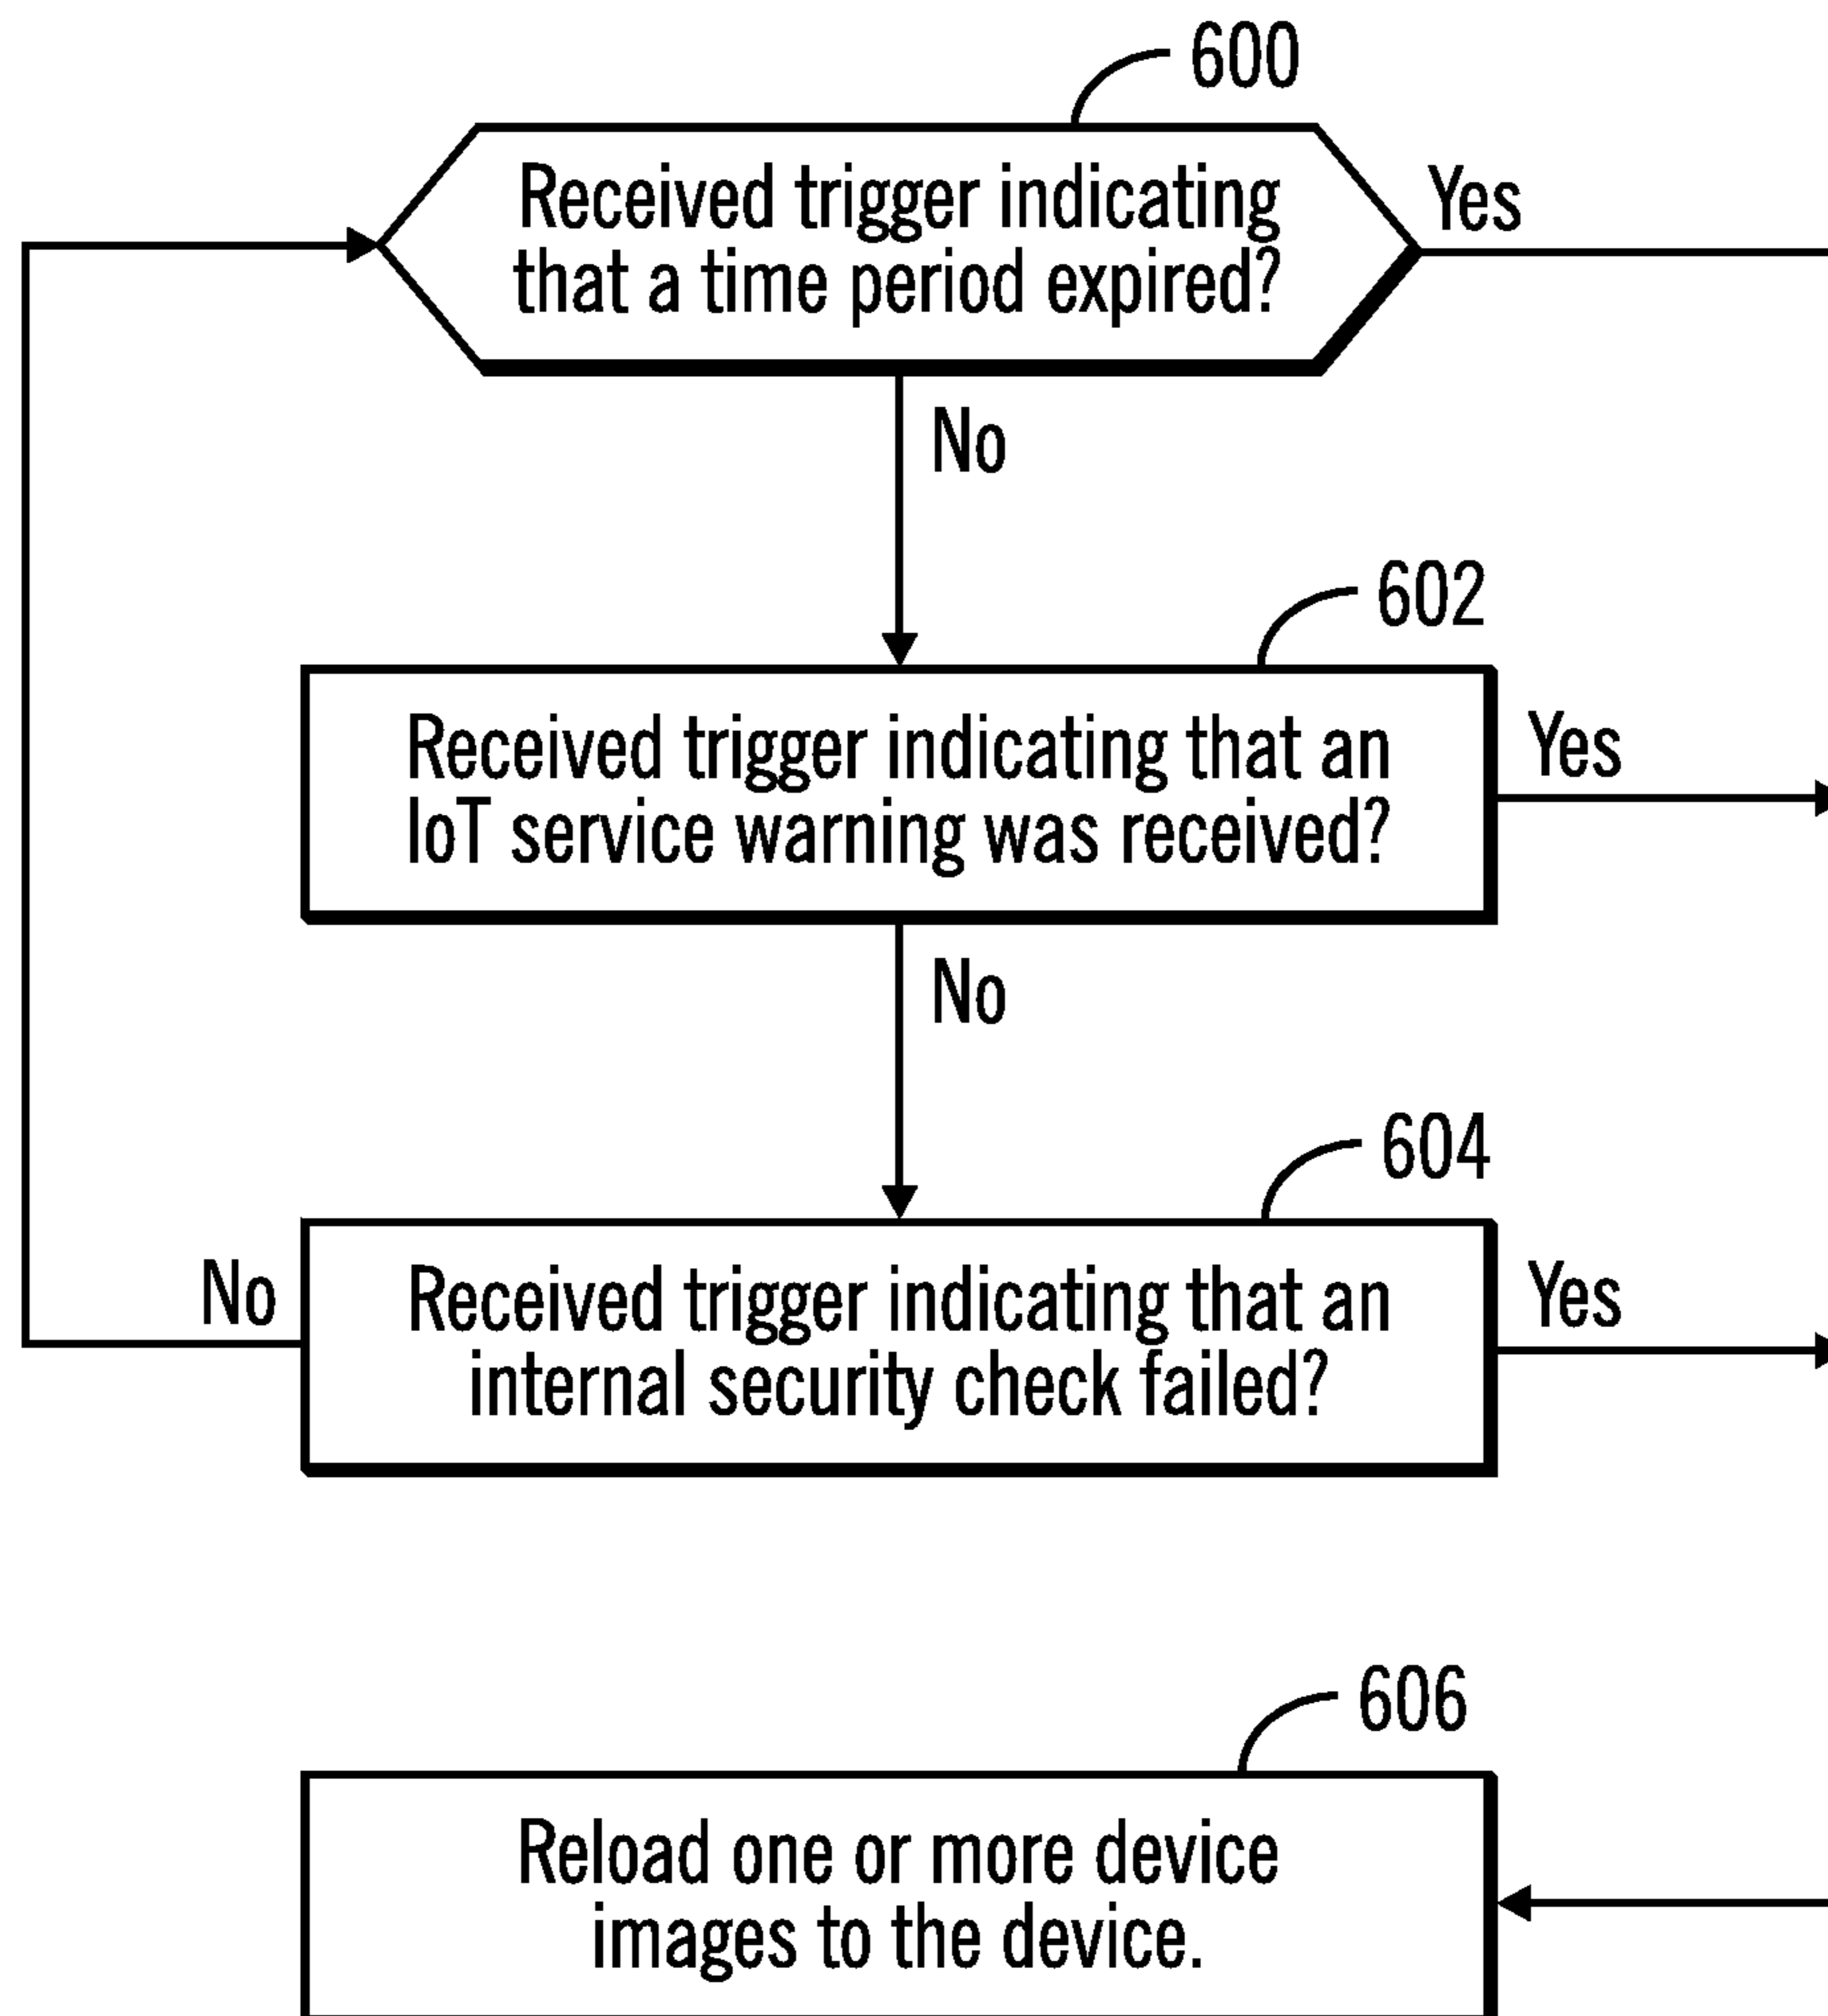 600
Received trigger indicating
that a time period expired?
Yes
No
602
Received trigger indicating that an
IoT service warning was received?
Yes
No
604
No
Received trigger indicating that an
internal security check failed?
Yes
606
Reload one or more device
images to the device.